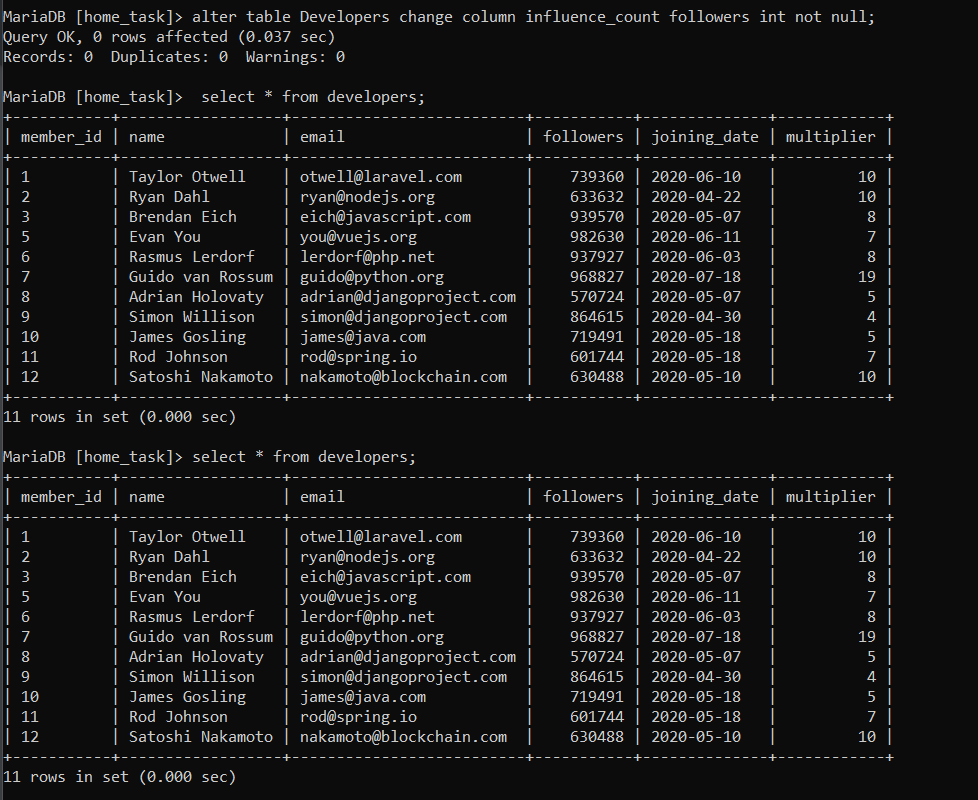 MariaDB [home_task]> alter table Developers change column influence_count followers int not null;
Query OK, 0 rows affected (0.037 sec)
Records: 0  Duplicates: 0  Warnings: 0

MariaDB [home_task]>  select * from developers;
+-----------+------------------+--------------------------+-----------+--------------+------------+
| member_id | name             | email                    | followers | joining_date | multiplier |
+-----------+------------------+--------------------------+-----------+--------------+------------+
| 1         | Taylor Otwell    | otwell@laravel.com       |    739360 | 2020-06-10   |         10 |
| 2         | Ryan Dahl        | ryan@nodejs.org          |    633632 | 2020-04-22   |         10 |
| 3         | Brendan Eich     | eich@javascript.com      |    939570 | 2020-05-07   |          8 |
| 5         | Evan You         | you@vuejs.org            |    982630 | 2020-06-11   |          7 |
| 6         | Rasmus Lerdorf   | lerdorf@php.net          |    937927 | 2020-06-03   |          8 |
| 7         | Guido van Rossum | guido@python.org         |    968827 | 2020-07-18   |         19 |
| 8         | Adrian Holovaty  | adrian@djangoproject.com |    570724 | 2020-05-07   |          5 |
| 9         | Simon Willison   | simon@djangoproject.com  |    864615 | 2020-04-30   |          4 |
| 10        | James Gosling    | james@java.com           |    719491 | 2020-05-18   |          5 |
| 11        | Rod Johnson      | rod@spring.io            |    601744 | 2020-05-18   |          7 |
| 12        | Satoshi Nakamoto | nakamoto@blockchain.com  |    630488 | 2020-05-10   |         10 |
+-----------+------------------+--------------------------+-----------+--------------+------------+
11 rows in set (0.000 sec)

MariaDB [home_task]> select * from developers;
+-----------+------------------+--------------------------+-----------+--------------+------------+
| member_id | name             | email                    | followers | joining_date | multiplier |
+-----------+------------------+--------------------------+-----------+--------------+------------+
| 1         | Taylor Otwell    | otwell@laravel.com       |    739360 | 2020-06-10   |         10 |
| 2         | Ryan Dahl        | ryan@nodejs.org          |    633632 | 2020-04-22   |         10 |
| 3         | Brendan Eich     | eich@javascript.com      |    939570 | 2020-05-07   |          8 |
| 5         | Evan You         | you@vuejs.org            |    982630 | 2020-06-11   |          7 |
| 6         | Rasmus Lerdorf   | lerdorf@php.net          |    937927 | 2020-06-03   |          8 |
| 7         | Guido van Rossum | guido@python.org         |    968827 | 2020-07-18   |         19 |
| 8         | Adrian Holovaty  | adrian@djangoproject.com |    570724 | 2020-05-07   |          5 |
| 9         | Simon Willison   | simon@djangoproject.com  |    864615 | 2020-04-30   |          4 |
| 10        | James Gosling    | james@java.com           |    719491 | 2020-05-18   |          5 |
| 11        | Rod Johnson      | rod@spring.io            |    601744 | 2020-05-18   |          7 |
| 12        | Satoshi Nakamoto | nakamoto@blockchain.com  |    630488 | 2020-05-10   |         10 |
+-----------+------------------+--------------------------+-----------+--------------+------------+
11 rows in set (0.000 sec)